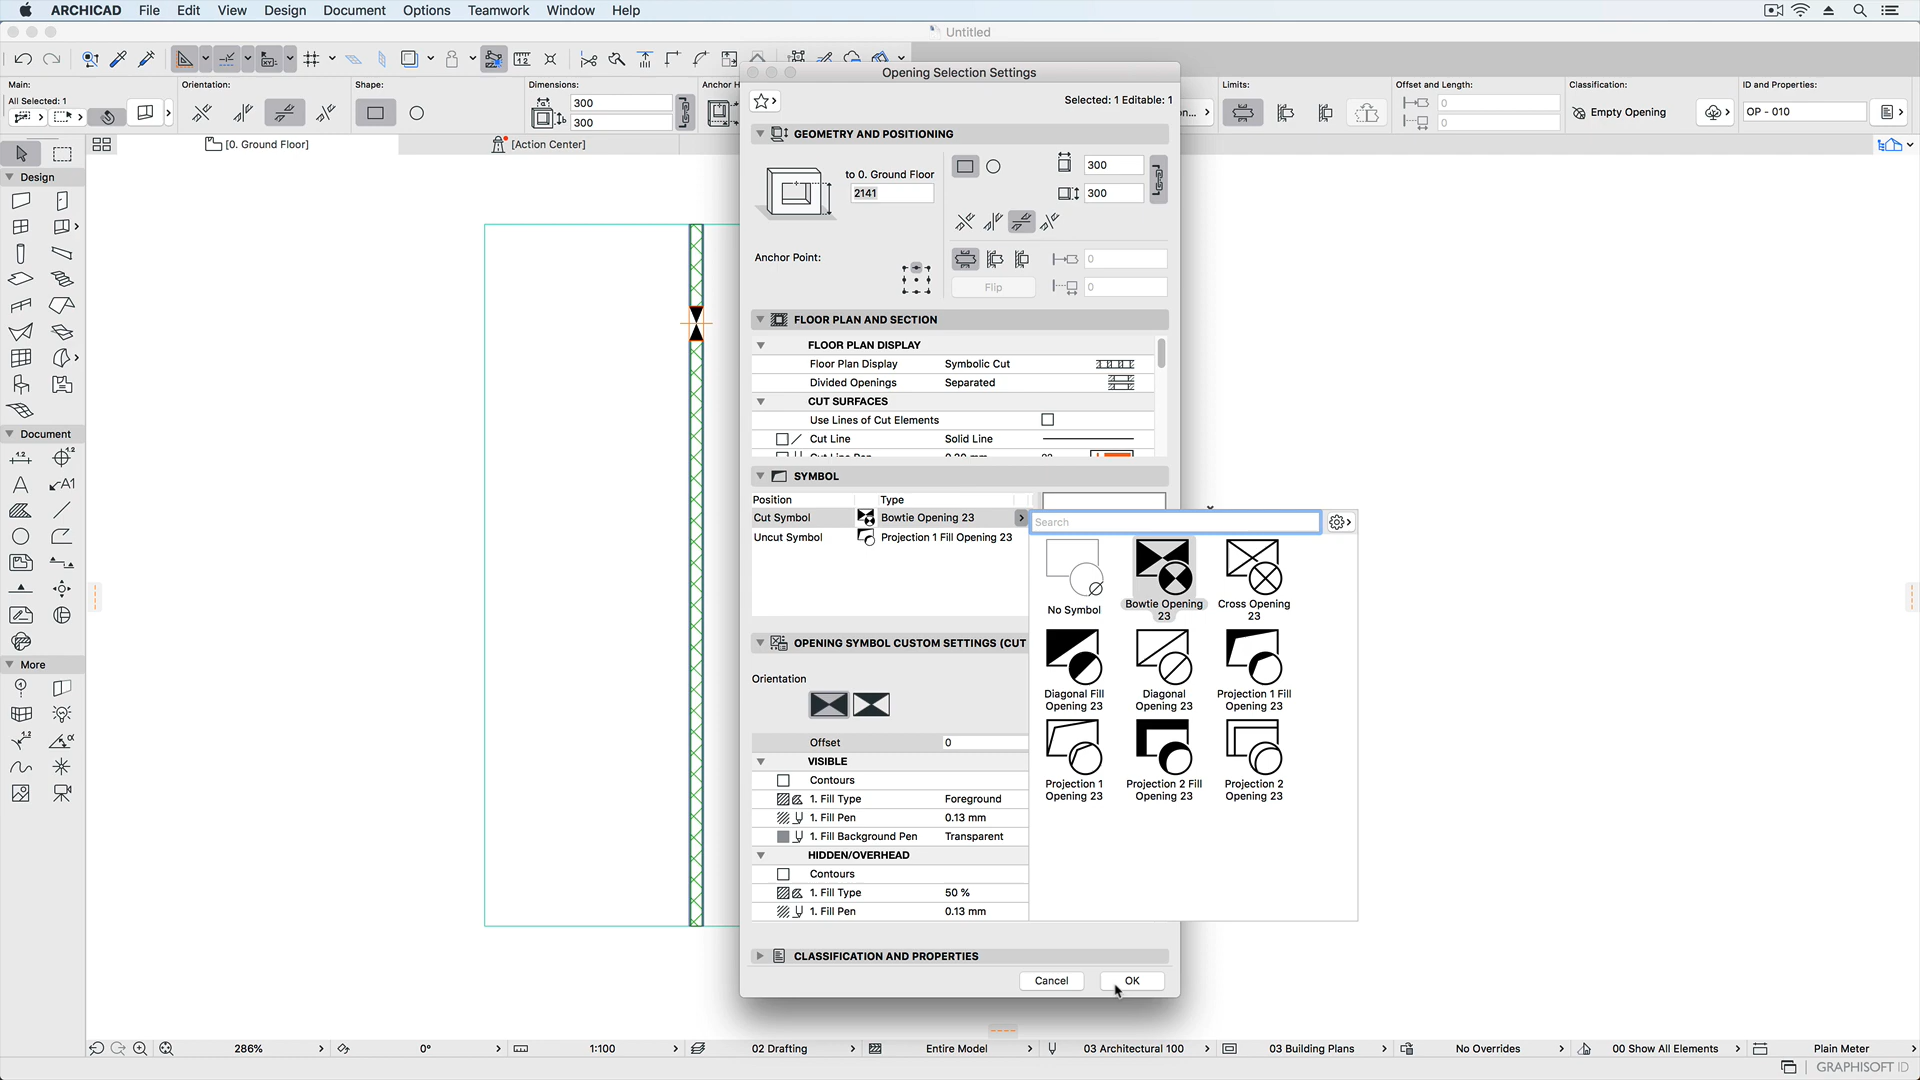 ARCHICAD File Edit View Design Document Options Teamwork Window Help
Untitled
Opening Selection Settings
Main:
All Selected: 1
Orientation:
Shape:
Dimensions:
300
300
Anchor H
Limits:
Offset and Length:
0
0
Classification:
Empty Opening
ID and Properties:
OP - 010
[0. Ground Floor]
[Action Center]
Design
Document
More
Selected: 1 Editable: 1
GEOMETRY AND POSITIONING
to 0. Ground Floor
2141
300
300
Anchor Point:
Flip
0
0
FLOOR PLAN AND SECTION
FLOOR PLAN DISPLAY
Floor Plan Display Symbolic Cut
Divided Openings Separated
CUT SURFACES
Use Lines of Cut Elements
Cut Line Solid Line
SYMBOL
Position Type
Cut Symbol Bowtie Opening 23
Uncut Symbol Projection 1 Fill Opening 23
Search
No Symbol
Bowtie Opening 23
Cross Opening 23
Diagonal Fill Opening 23
Diagonal Opening 23
Projection 1 Fill Opening 23
Projection 1 Opening 23
Projection 2 Fill Opening 23
Projection 2 Opening 23
OPENING SYMBOL CUSTOM SETTINGS (CUT
Orientation
Offset 0
VISIBLE
Contours
1. Fill Type Foreground
1. Fill Pen 0.13 mm
1. Fill Background Pen Transparent
HIDDEN/OVERHEAD
Contours
1. Fill Type 50 %
1. Fill Pen 0.13 mm
CLASSIFICATION AND PROPERTIES
Cancel OK
286% 0° 1:100 02 Drafting Entire Model 03 Architectural 100 03 Building Plans No Overrides 00 Show All Elements Plain Meter
GRAPHISOFT ID